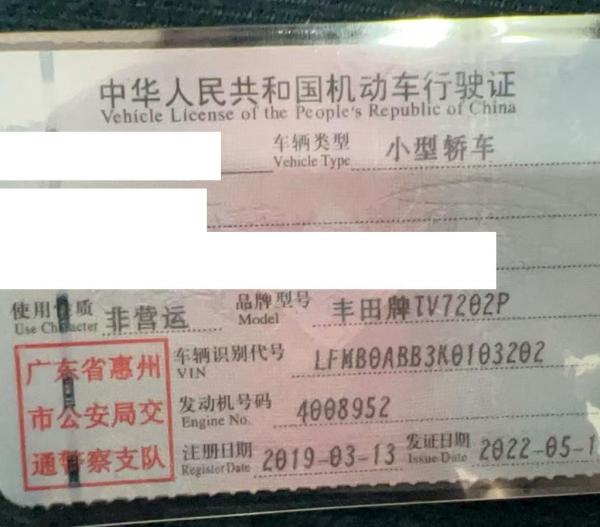 中华人民共和国机动车行驶证
Vehicle License of the People's Republic of China
车辆类型 小型轿车
Vehicle Type
使用性质 非营运 品牌型号 丰田牌TV7202P
Use Character Model
广东省惠州
市公安局交
通警察支队
车辆识别代号 LFMB0ABB3K0103202
VIN
发动机号码 4008952
Engine No.
注册日期 2019-03-13 发证日期 2022-05-1
Register Date Issue Date